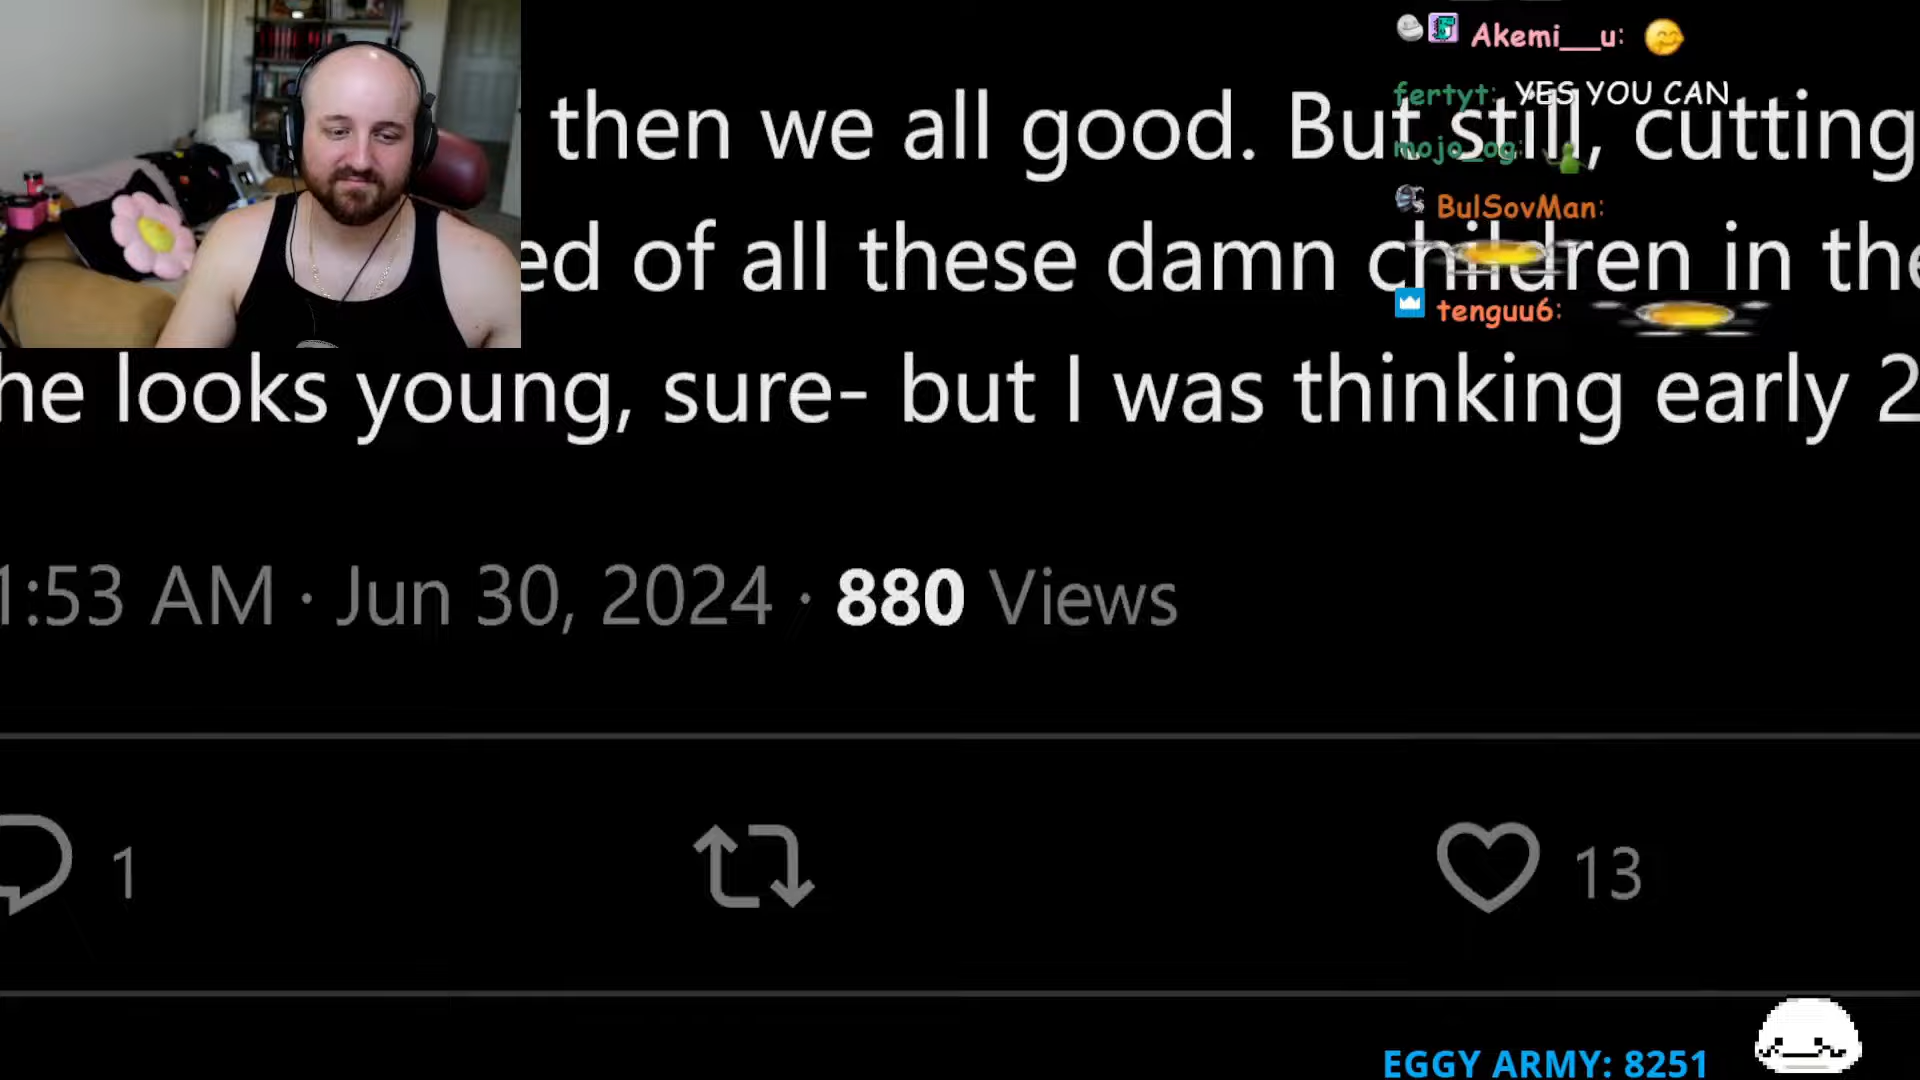 Akemi__u:
then we all good. But still, cutting
fertyt: YES YOU CAN
mojo_og:
BulSovMan:
ed of all these damn children in the
tenguu6:
he looks young, sure- but I was thinking early 2
1:53 AM · Jun 30, 2024 · 880 Views
1
13
EGGY ARMY: 8251